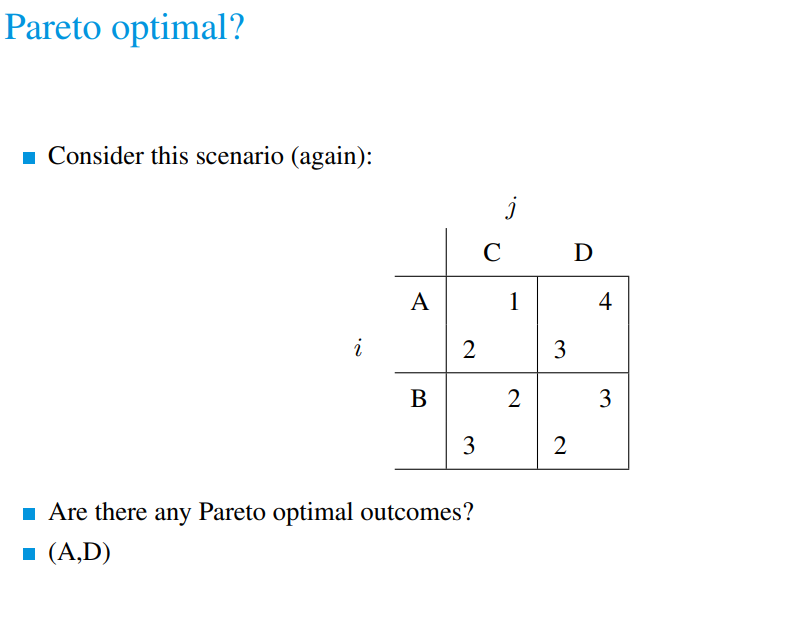 Pareto optimal?
Consider this scenario (again):
j
C D
A 1 4
i 2 3
B 2 3
3 2
Are there any Pareto optimal outcomes?
(A,D)